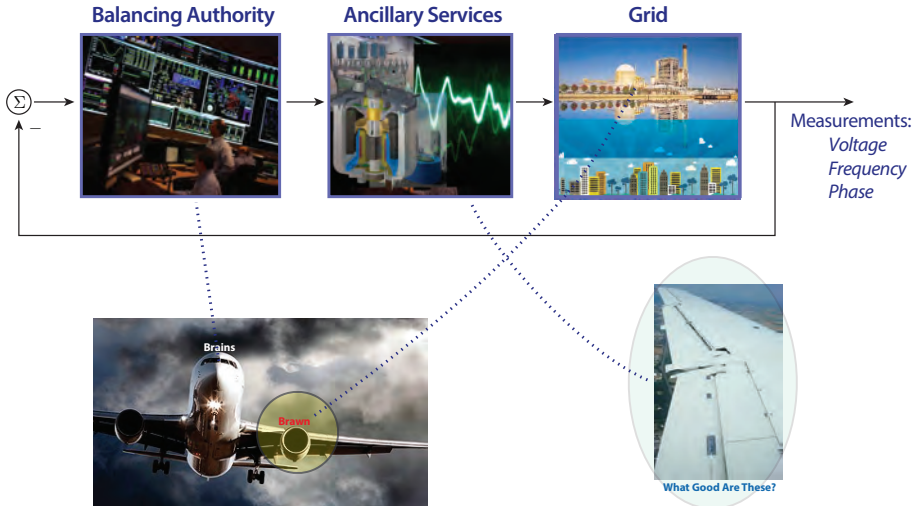 Balancing Authority
Ancillary Services
Grid
Σ
–
Measurements:
Voltage
Frequency
Phase
Brains
Brawn
What Good Are These?